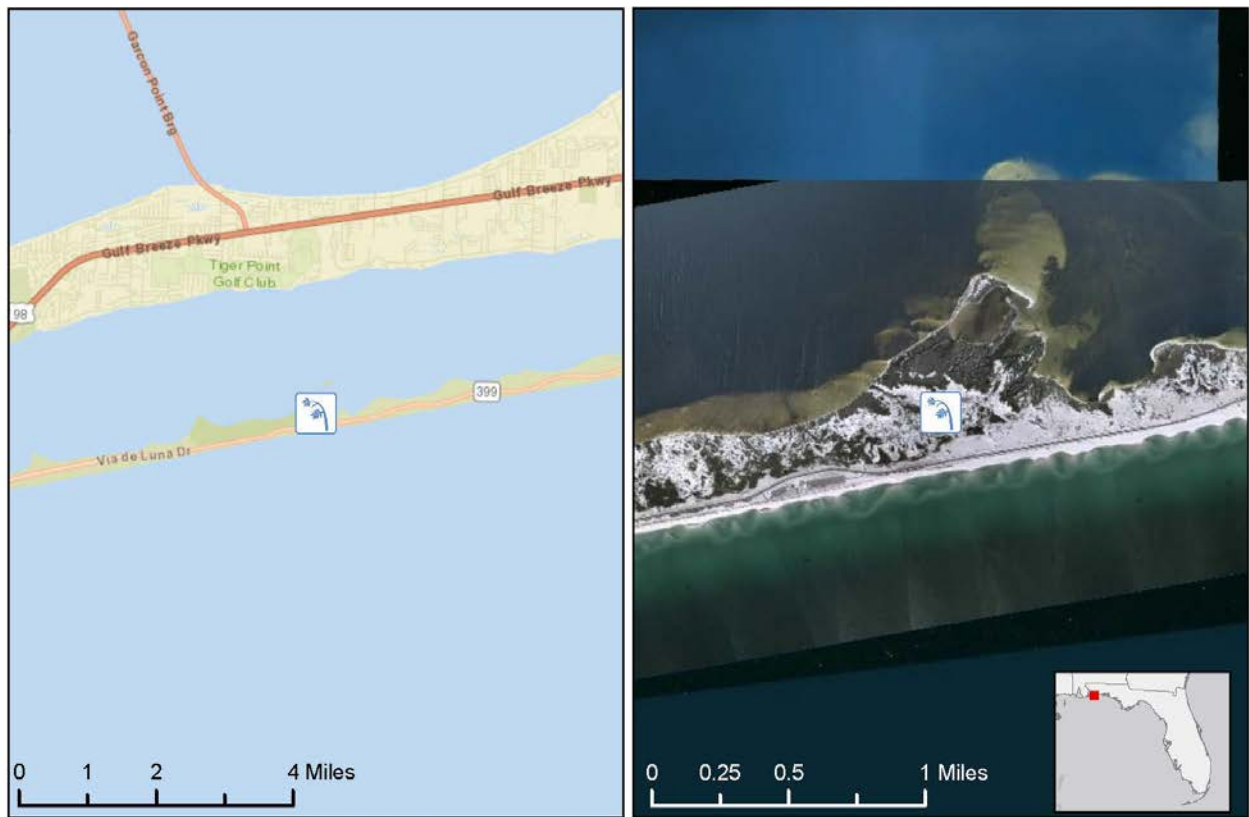 Garcon Point Brg
Gulf Breeze Pkwy
Gulf Breeze Pkwy
Tiger Point
Golf Club
98
399
Via de Luna Dr
0 1 2 4 Miles
0 0.25 0.5 1 Miles